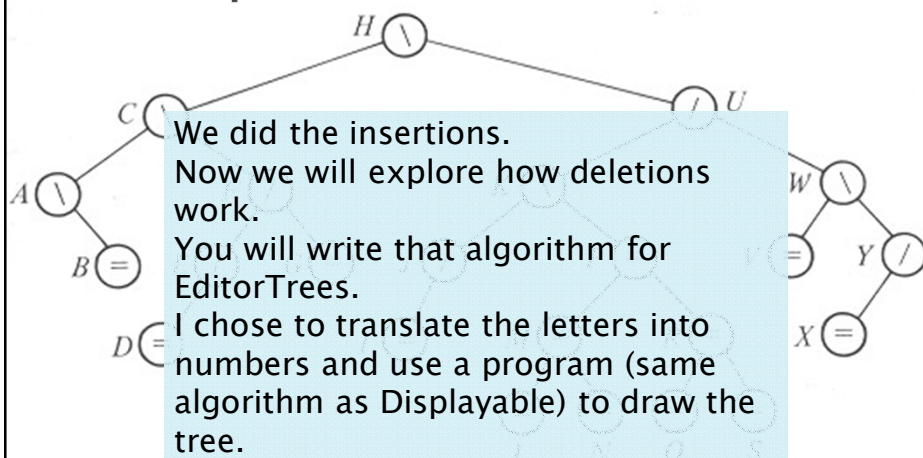 H \
C \ / U
We did the insertions.
Now we will explore how deletions
work.
A \ W \
You will write that algorithm for
EditorTrees.
B = = Y /
I chose to translate the letters into
D = X =
numbers and use a program (same
algorithm as Displayable) to draw the
tree.